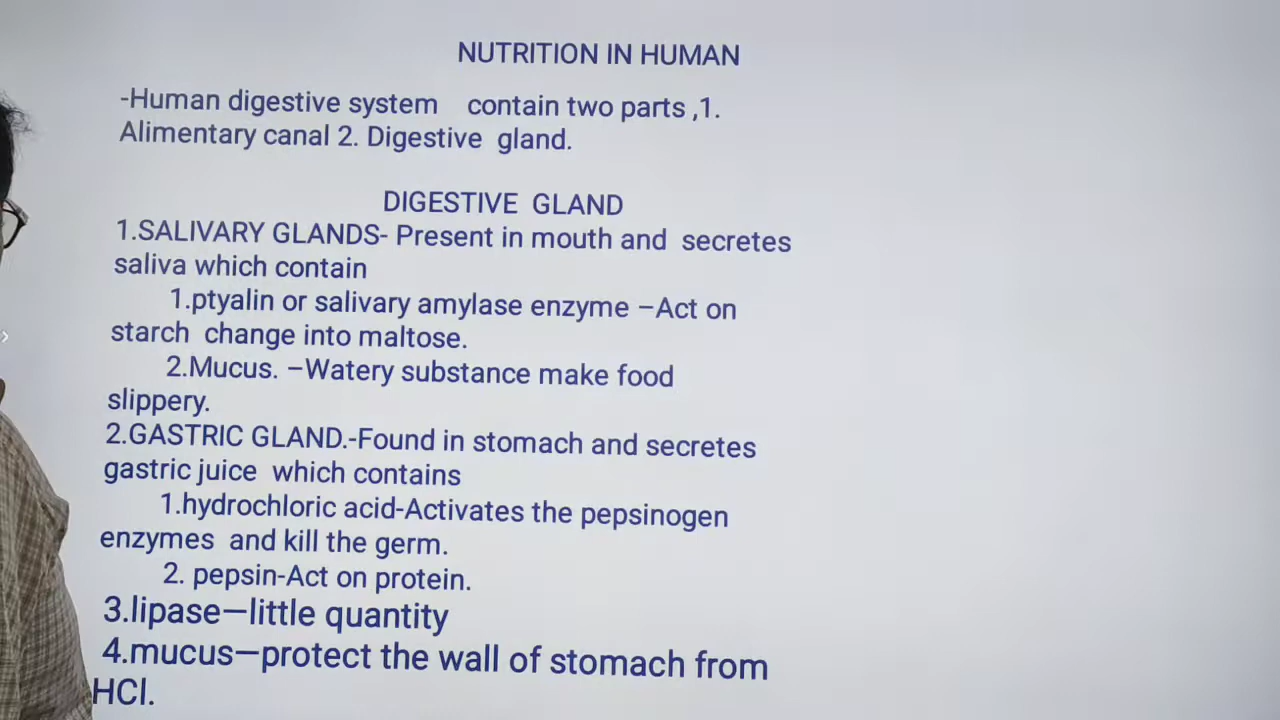 NUTRITION IN HUMAN
-Human digestive system contain two parts ,1.
Alimentary canal 2. Digestive gland.
DIGESTIVE GLAND
1.SALIVARY GLANDS- Present in mouth and secretes
saliva which contain
1.ptyalin or salivary amylase enzyme –Act on
starch change into maltose.
2.Mucus. –Watery substance make food
slippery.
2.GASTRIC GLAND.-Found in stomach and secretes
gastric juice which contains
1.hydrochloric acid-Activates the pepsinogen
enzymes and kill the germ.
2. pepsin-Act on protein.
3.lipase—little quantity
4.mucus—protect the wall of stomach from
HCl.